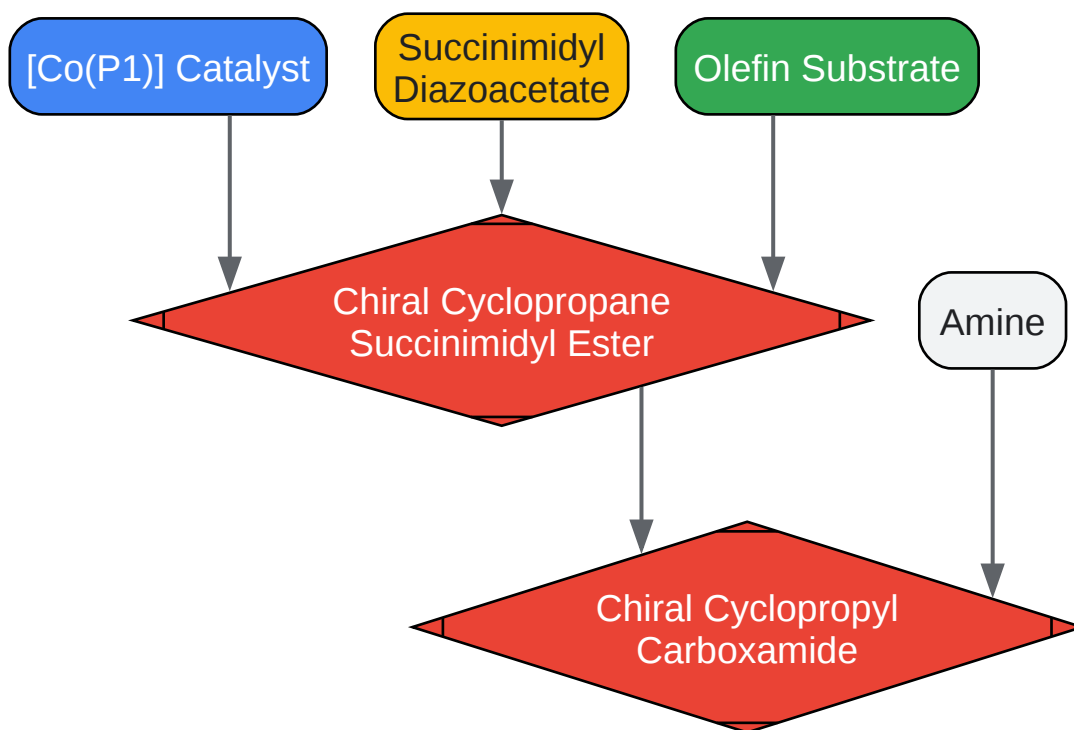 [Co(P1)] Catalyst
Succinimidyl
Diazoacetate
Olefin Substrate
Chiral Cyclopropane
Succinimidyl Ester
Amine
Chiral Cyclopropyl
Carboxamide